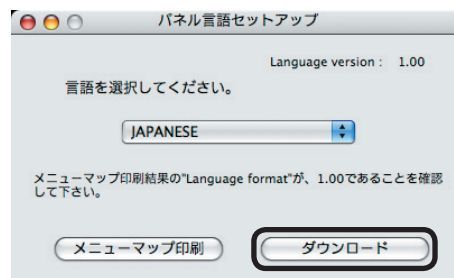 パネル言語セットアップ
Language version : 1.00
言語を選択してください。
JAPANESE
メニューマップ印刷結果の"Language format"が、1.00であることを確認
して下さい。
メニューマップ印刷 ダウンロード